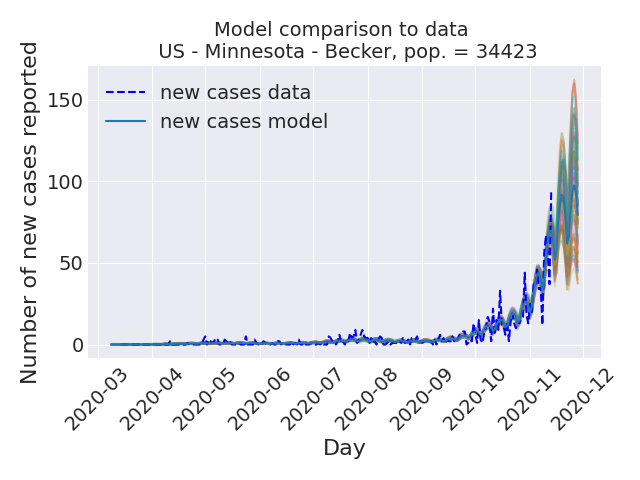 Model comparison to data
US - Minnesota - Becker, pop. = 34423
Number of new cases reported
150
100
50
0
new cases data
new cases model
2020-03
2020-04
2020-05
2020-06
2020-07
2020-08
2020-09
2020-10
2020-11
2020-12
Day